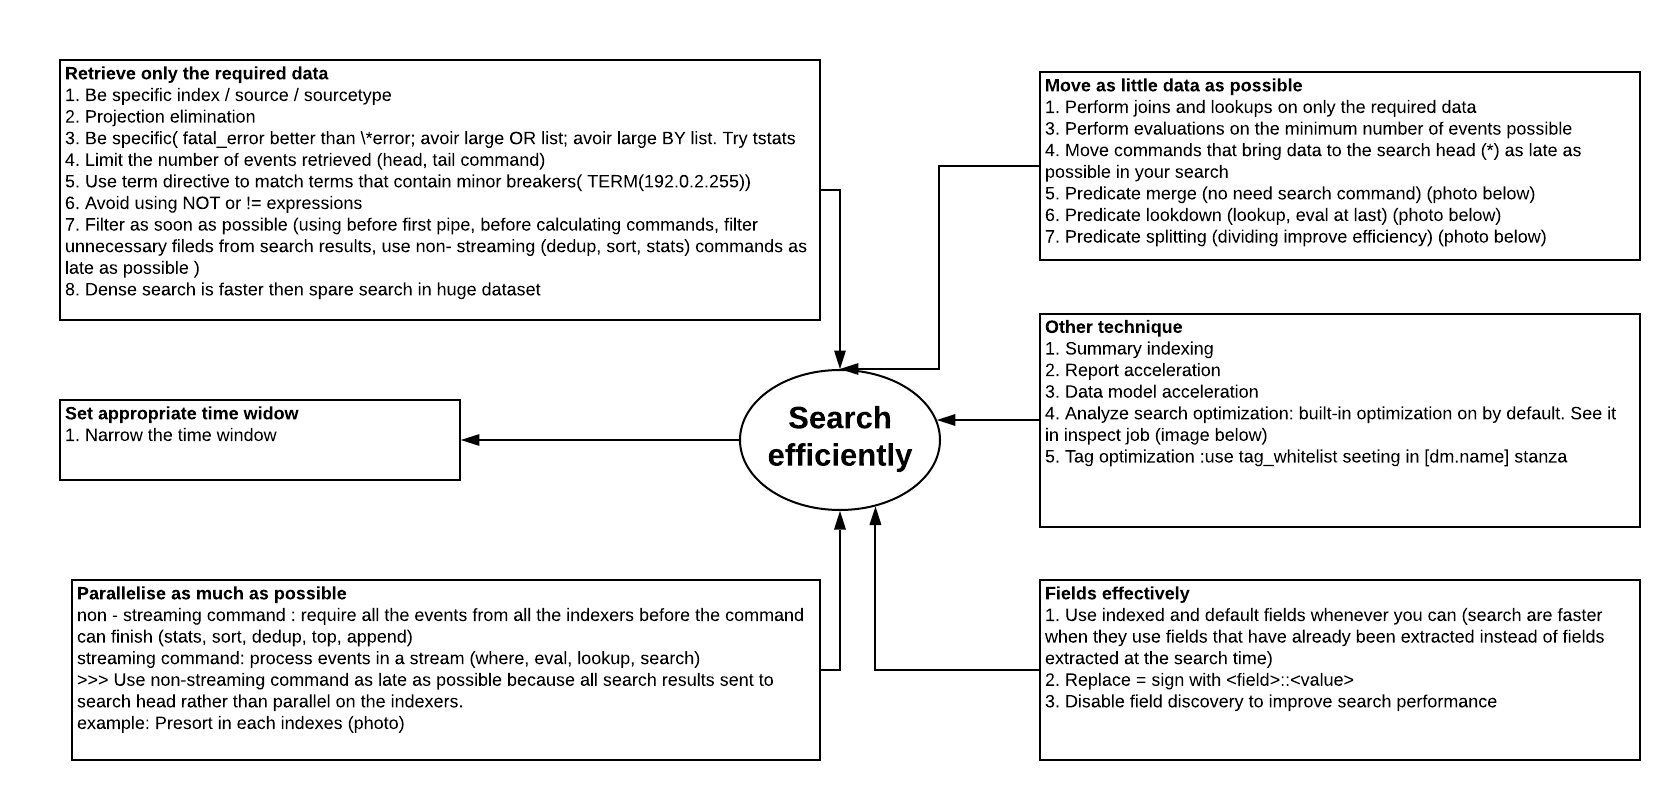 Retrieve only the required data
1. Be specific index / source / sourcetype
2. Projection elimination
3. Be specific( fatal_error better than \*error; avoir large OR list; avoir large BY list. Try tstats
4. Limit the number of events retrieved (head, tail command)
5. Use term directive to match terms that contain minor breakers( TERM(192.0.2.255))
6. Avoid using NOT or != expressions
7. Filter as soon as possible (using before first pipe, before calculating commands, filter
unnecessary fileds from search results, use non- streaming (dedup, sort, stats) commands as
late as possible )
8. Dense search is faster then spare search in huge dataset
Move as little data as possible
1. Perform joins and lookups on only the required data
3. Perform evaluations on the minimum number of events possible
4. Move commands that bring data to the search head (*) as late as
possible in your search
5. Predicate merge (no need search command) (photo below)
6. Predicate lookdown (lookup, eval at last) (photo below)
7. Predicate splitting (dividing improve efficiency) (photo below)
Other technique
1. Summary indexing
2. Report acceleration
3. Data model acceleration
4. Analyze search optimization: built-in optimization on by default. See it
in inspect job (image below)
5. Tag optimization :use tag_whitelist seeting in [dm.name] stanza
Set appropriate time widow
1. Narrow the time window
Search
efficiently
Parallelise as much as possible
non - streaming command : require all the events from all the indexers before the command
can finish (stats, sort, dedup, top, append)
streaming command: process events in a stream (where, eval, lookup, search)
>>> Use non-streaming command as late as possible because all search results sent to
search head rather than parallel on the indexers.
example: Presort in each indexes (photo)
Fields effectively
1. Use indexed and default fields whenever you can (search are faster
when they use fields that have already been extracted instead of fields
extracted at the search time)
2. Replace = sign with <field>::<value>
3. Disable field discovery to improve search performance